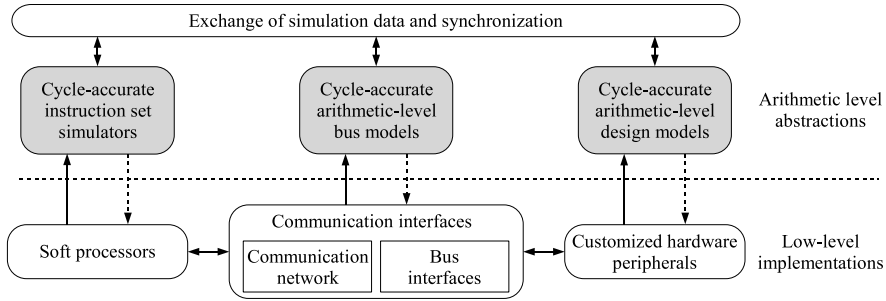 Exchange of simulation data and synchronization
Cycle-accurate
instruction set
simulators
Cycle-accurate
arithmetic-level
bus models
Cycle-accurate
arithmetic-level
design models
Arithmetic level
abstractions
Soft processors
Communication interfaces
Communication
network
Bus
interfaces
Customized hardware
peripherals
Low-level
implementations